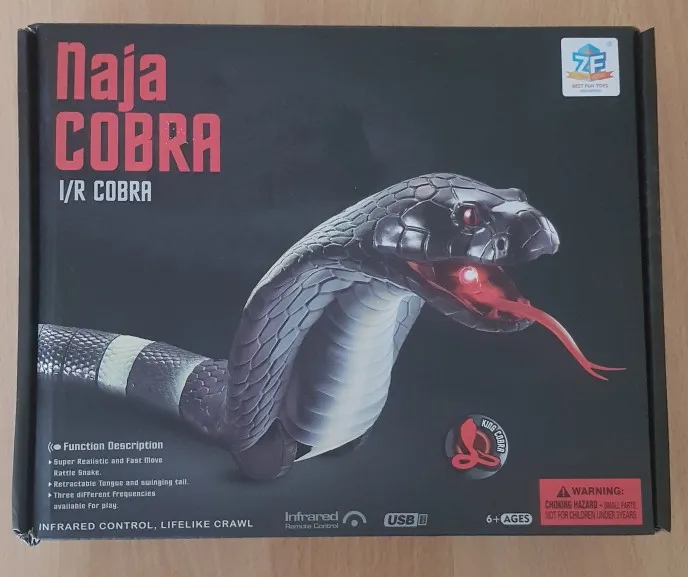 Naja
COBRA
I/R COBRA
ZF
BEST FUN TOYS
KING COBRA
Function Description
Super Realistic and Fast Move
Rattle Snake.
Retractable Tongue and swinging tail.
Three different Frequencies
available for play.
INFRARED CONTROL, LIFELIKE CRAWL
Infrared
Remote Control
USB
6+ AGES
WARNING:
CHOKING HAZARD - SMALL PARTS.
NOT FOR CHILDREN UNDER 3 YEARS